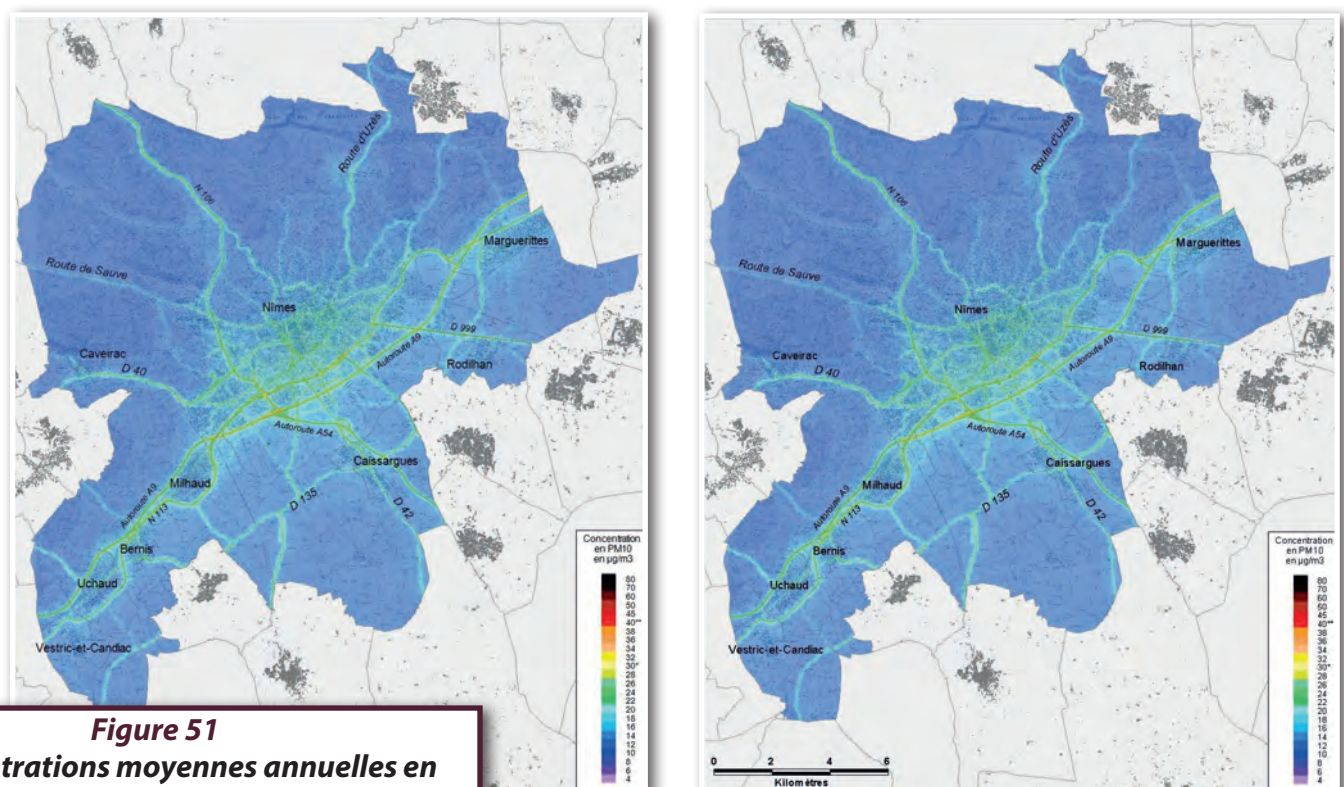 Route d'Uzès
N 106
Marguerittes
Route de Sauve
Nîmes
D 999
Autoroute A9
Caveirac
D 40
Rodilhan
Autoroute A54
Caissargues
Milhaud
Autoroute A9
N 113
D 135
D 42
Bernis
Uchaud
Vestric-et-Candiac
Concentration
en PM10
en µg/m3
80
70
60
50
45
40**
38
36
34
32
30*
28
26
24
22
20
18
16
14
12
10
8
6
4
Figure 51
trations moyennes annuelles en
Route d'Uzès
N 106
Marguerittes
Route de Sauve
Nîmes
D 999
Autoroute A9
Caveirac
D 40
Rodilhan
Autoroute A54
Caissargues
Milhaud
Autoroute A9
N 113
D 135
D 42
Bernis
Uchaud
Vestric-et-Candiac
Concentration
en PM10
en µg/m3
80
70
60
50
45
40**
38
36
34
32
30*
28
26
24
22
20
18
16
14
12
10
8
6
4
0 2 4 6
Kilomètres